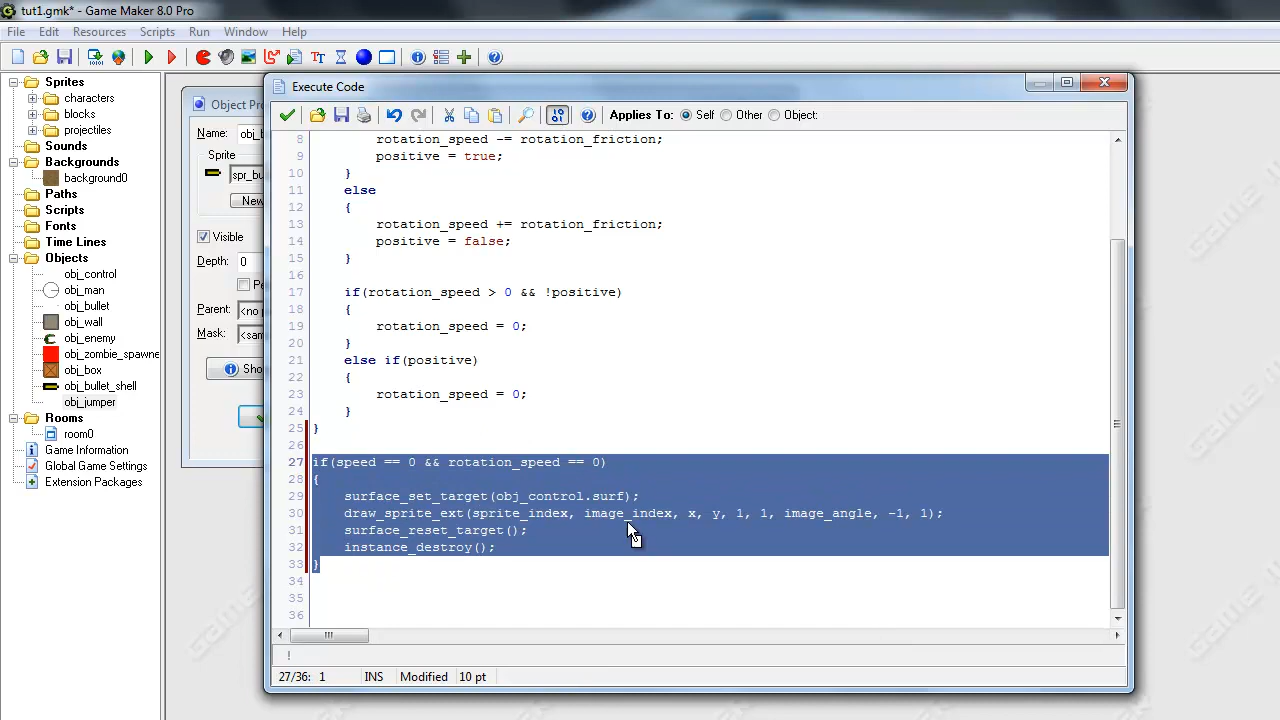 tut1.gmk* - Game Maker 8.0 Pro
File Edit Resources Scripts Run Window Help
Sprites
characters
blocks
projectiles
Sounds
Backgrounds
background0
Paths
Scripts
Fonts
Time Lines
Objects
obj_control
obj_man
obj_bullet
obj_wall
obj_enemy
obj_zombie_spawne
obj_box
obj_bullet_shell
obj_jumper
Rooms
room0
Game Information
Global Game Settings
Extension Packages
Object Pro
Name: obj_b
Sprite
spr_bu
New
Visible
Depth: 0
Pe
Parent: <no p
Mask: <sam
Sho
Execute Code
Applies To: Self Other Object:
8 rotation_speed -= rotation_friction;
9 positive = true;
10 }
11 else
12 {
13 rotation_speed += rotation_friction;
14 positive = false;
15 }
16
17 if(rotation_speed > 0 && !positive)
18 {
19 rotation_speed = 0;
20 }
21 else if(positive)
22 {
23 rotation_speed = 0;
24 }
25 }
26
27 if(speed == 0 && rotation_speed == 0)
28 {
29 surface_set_target(obj_control.surf);
30 draw_sprite_ext(sprite_index, image_index, x, y, 1, 1, image_angle, -1, 1);
31 surface_reset_target();
32 instance_destroy();
33 }
34
35
36
27/36: 1 INS Modified 10 pt